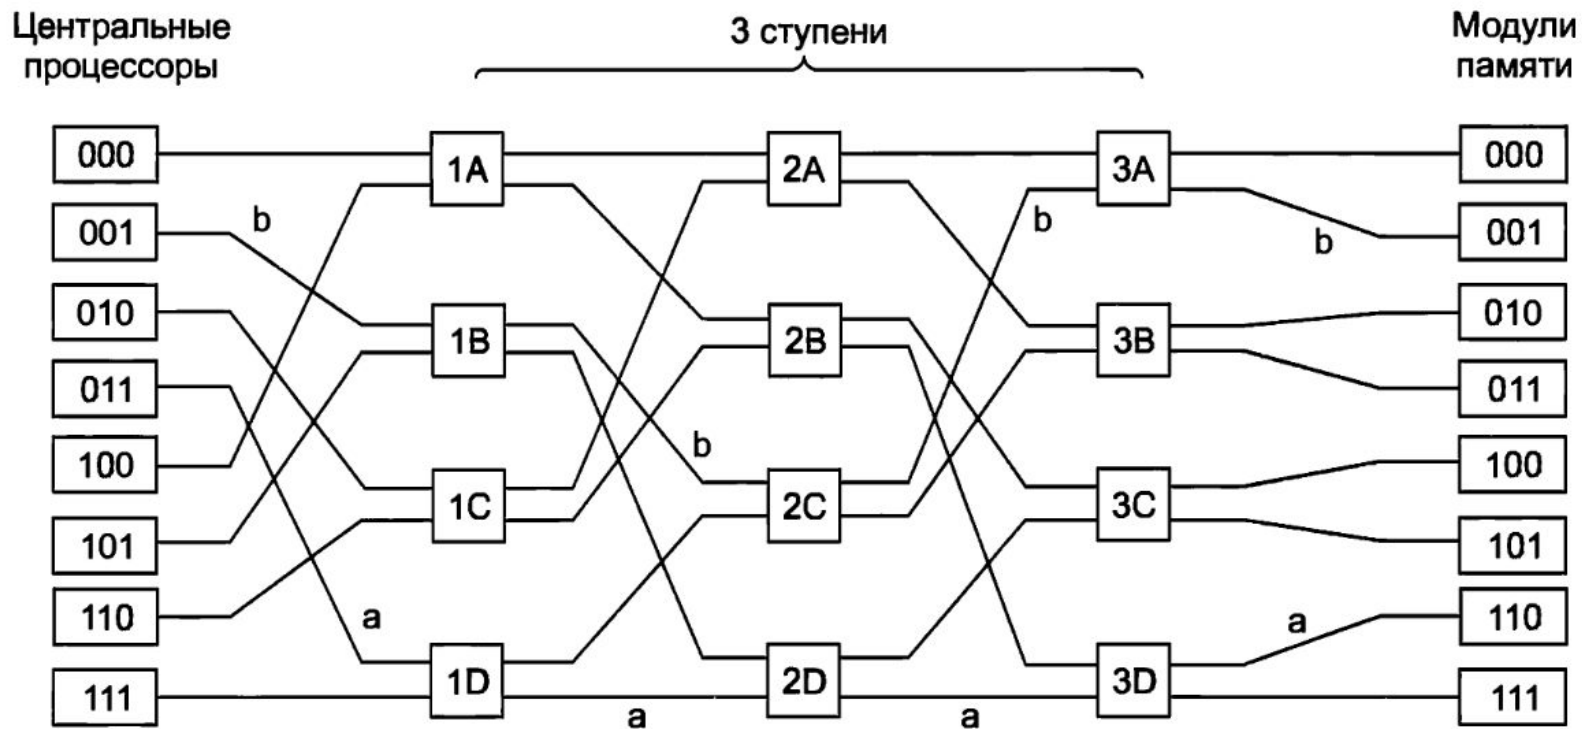 Центральные
процессоры
3 ступени
Модули
памяти
000
1A
2A
3A
000
001
b
b
b
001
010
1B
2B
3B
010
011
011
100
b
100
1C
2C
3C
101
101
110
a
a
110
1D
2D
3D
111
a
a
111